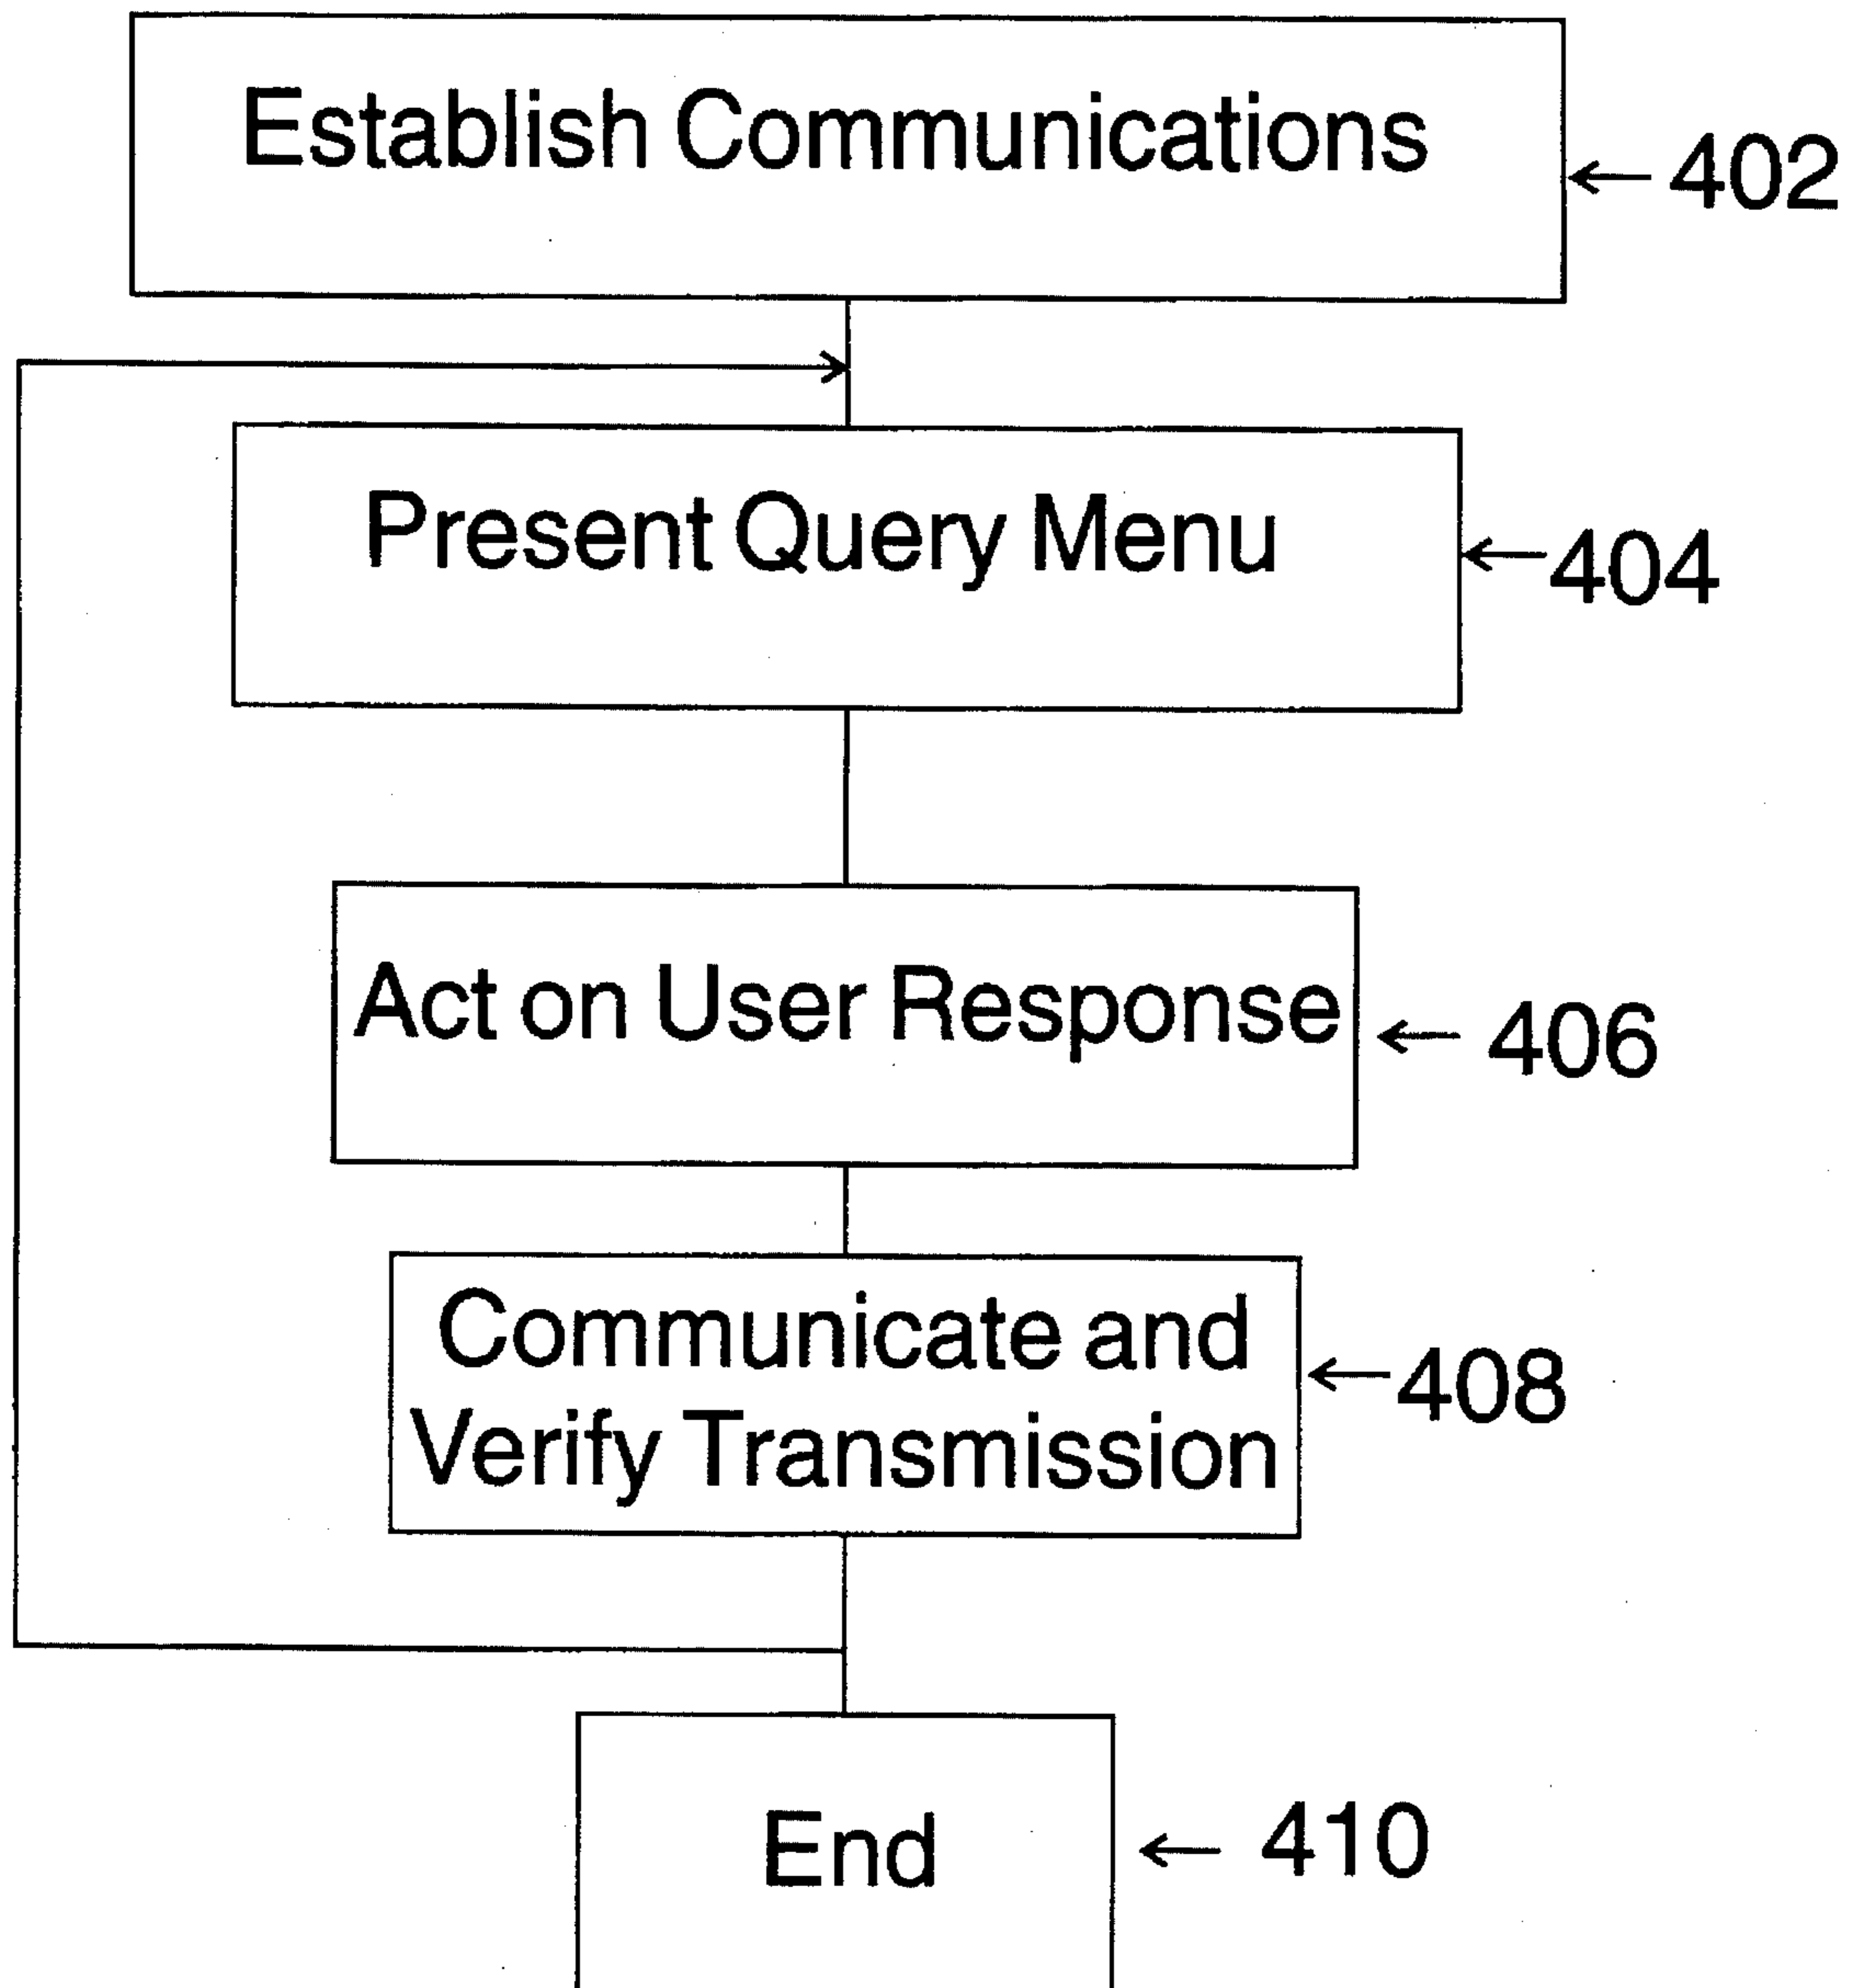 Establish Communications
402
Present Query Menu
404
Act on User Response
406
Communicate and
Verify Transmission
408
End
410